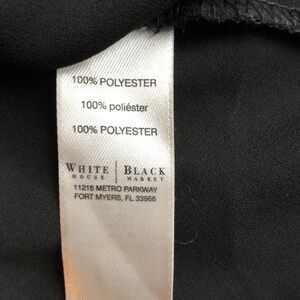 100% POLYESTER
100% poliéster
100% POLYESTER
WHITE | BLACK
HOUSE | MARKET
11215 METRO PARKWAY
FORT MYERS, FL 33966